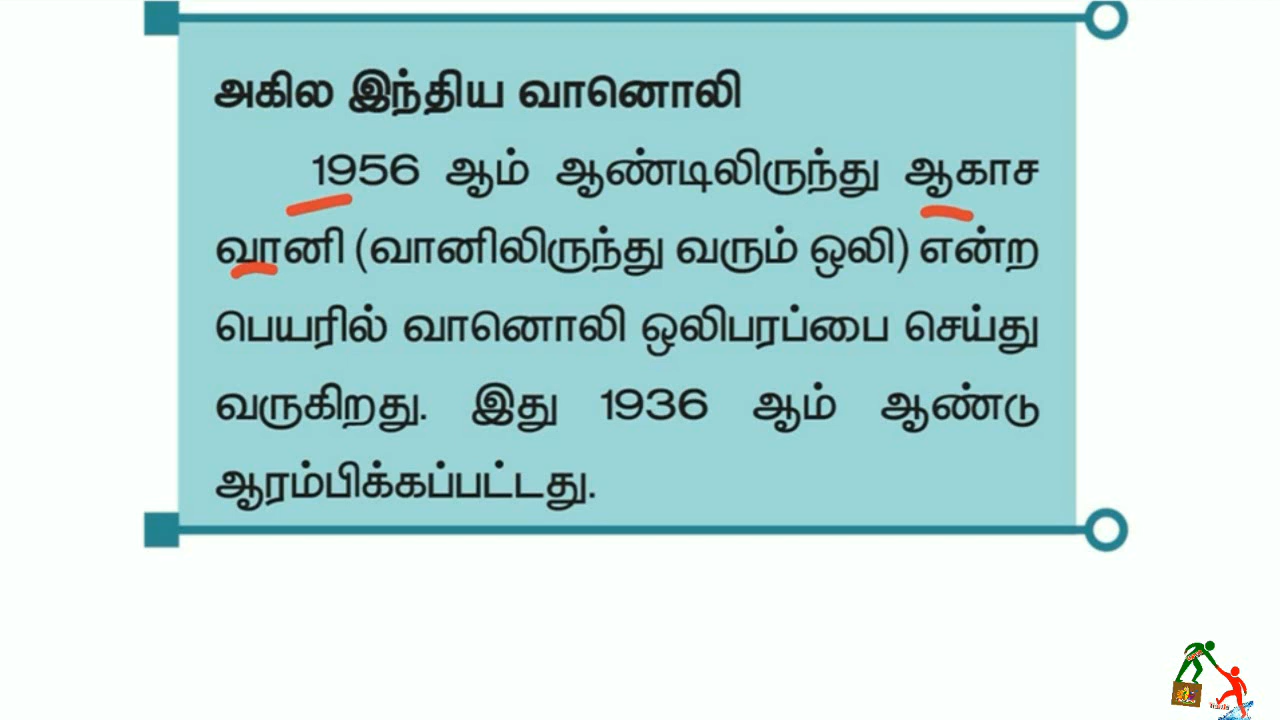 அகில இந்திய வானொலி
1956 ஆம் ஆண்டிலிருந்து ஆகாச
வானி (வானிலிருந்து வரும் ஒலி) என்ற
பெயரில் வானொலி ஒலிபரப்பை செய்து
வருகிறது. இது 1936 ஆம் ஆண்டு
ஆரம்பிக்கப்பட்டது.